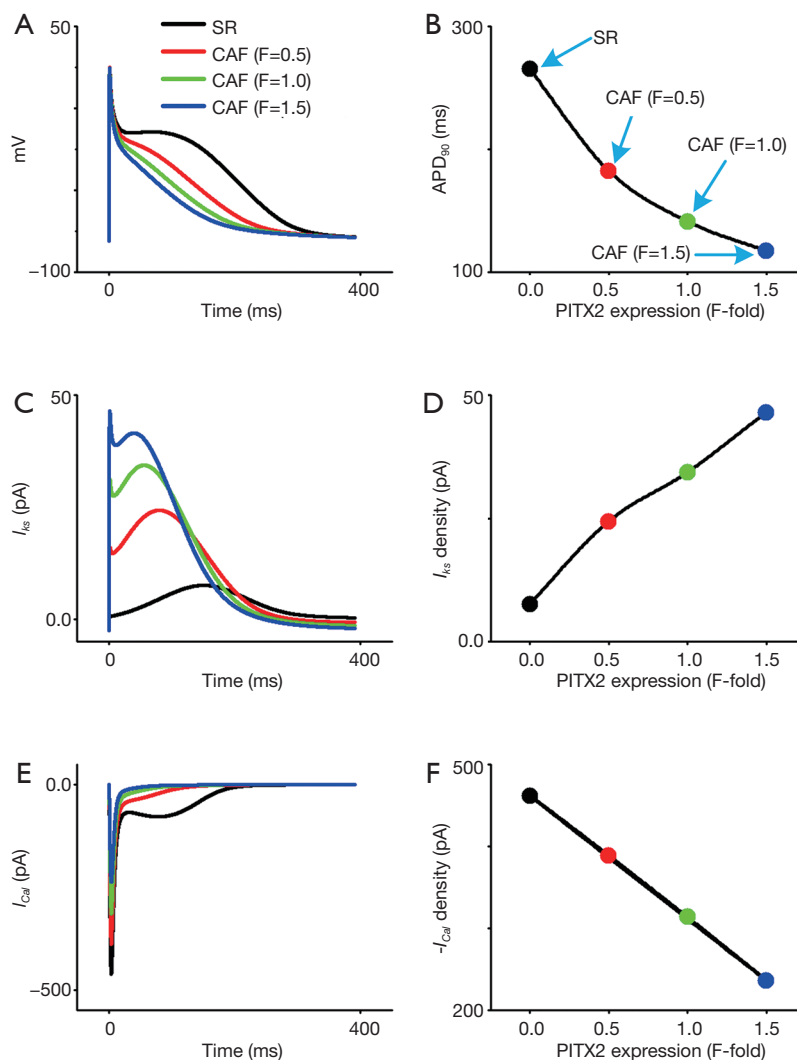 A
50
mV
−100
0
400
Time (ms)
SR
CAF (F=0.5)
CAF (F=1.0)
CAF (F=1.5)
B
300
APD90 (ms)
100
SR
CAF (F=0.5)
CAF (F=1.0)
CAF (F=1.5)
0.0 0.5 1.0 1.5
PITX2 expression (F-fold)
C
50
Iks (pA)
0.0
0
400
Time (ms)
D
50
Iks density (pA)
0.0
0.0 0.5 1.0 1.5
PITX2 expression (F-fold)
E
0.0
ICal (pA)
−500
0
400
Time (ms)
F
500
-ICal density (pA)
200
0.0 0.5 1.0 1.5
PITX2 expression (F-fold)